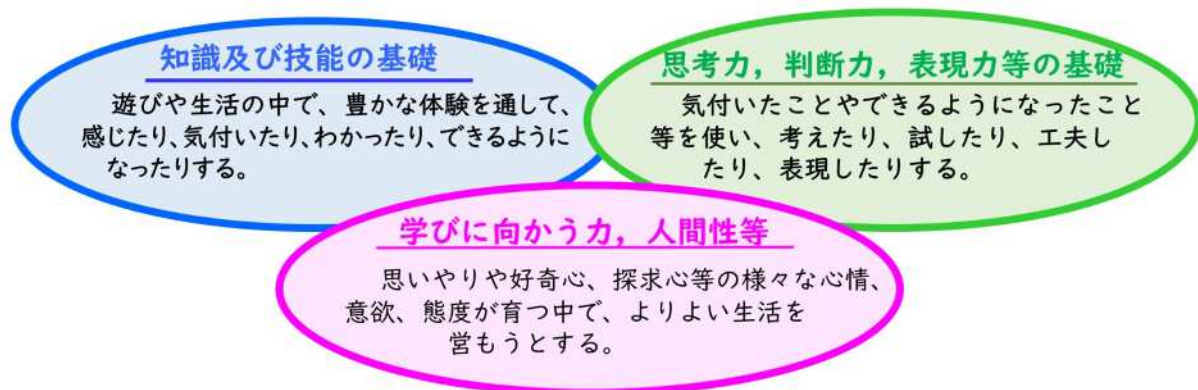 知識及び技能の基礎
遊びや生活の中で、豊かな体験を通して、
感じたり、気付いたり、わかったり、できるように
なったりする。
思考力，判断力，表現力等の基礎
気付いたことやできるようになったこと
等を使い、考えたり、試したり、工夫し
たり、表現したりする。
学びに向かう力，人間性等
思いやりや好奇心、探求心等の様々な心情、
意欲、態度が育つ中で、よりよい生活を
営もうとする。